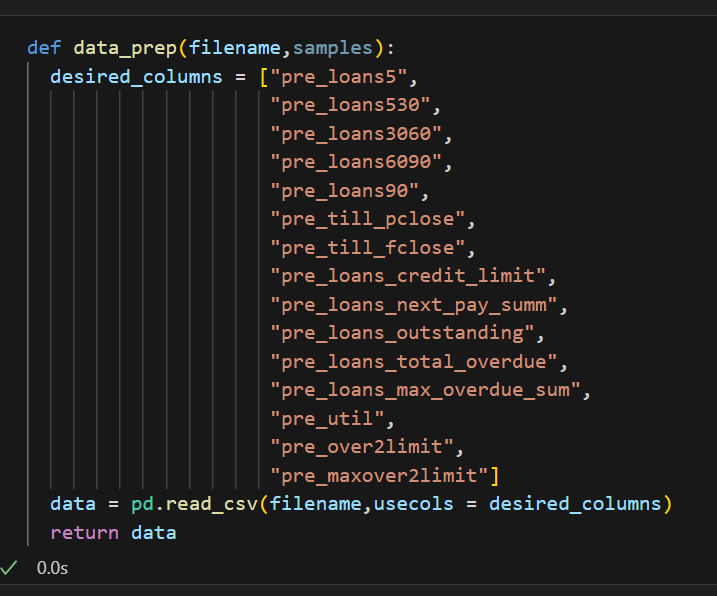 def data_prep(filename,samples):
desired_columns = ["pre_loans5",
"pre_loans530",
"pre_loans3060",
"pre_loans6090",
"pre_loans90",
"pre_till_pclose",
"pre_till_fclose",
"pre_loans_credit_limit",
"pre_loans_next_pay_summ",
"pre_loans_outstanding",
"pre_loans_total_overdue",
"pre_loans_max_overdue_sum",
"pre_util",
"pre_over2limit",
"pre_maxover2limit"]
data = pd.read_csv(filename,usecols = desired_columns)
return data
0.0s